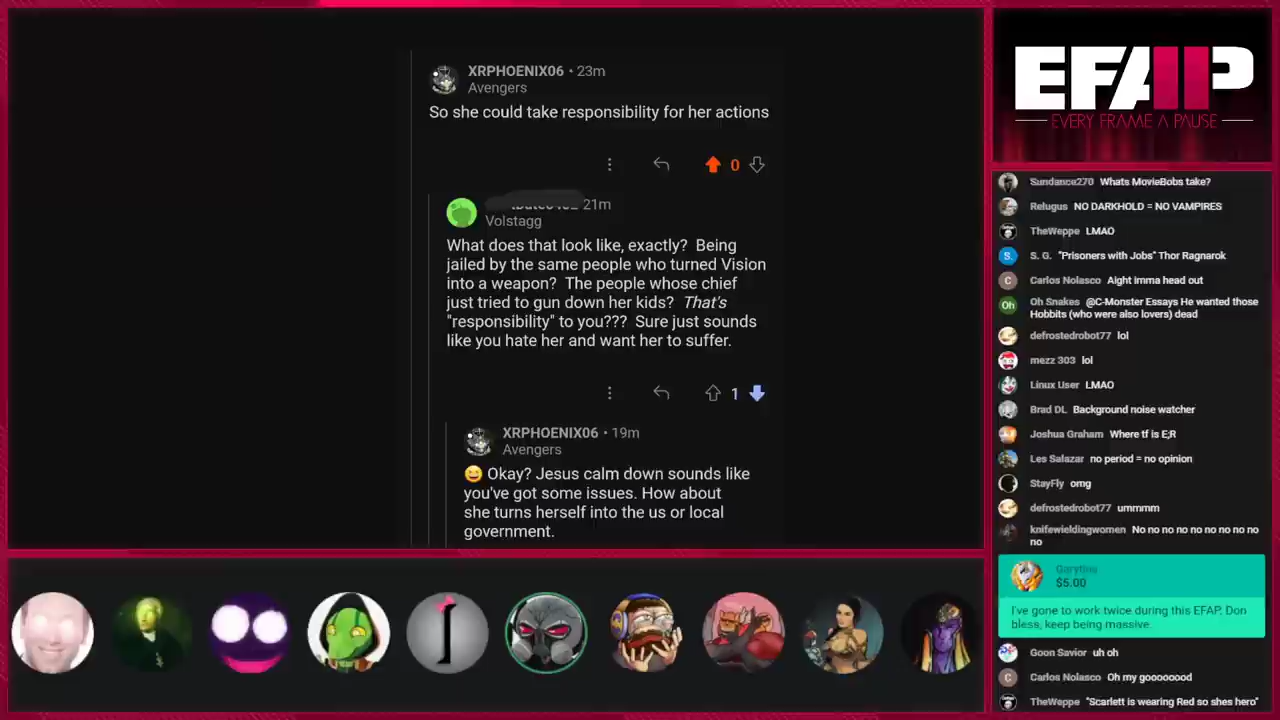 XRPHOENIX06 • 23m
Avengers
So she could take responsibility for her actions
0
21m
Volstagg
What does that look like, exactly? Being
jailed by the same people who turned Vision
into a weapon? The people whose chief
just tried to gun down her kids? That's
"responsibility" to you??? Sure just sounds
like you hate her and want her to suffer.
1
XRPHOENIX06 • 19m
Avengers
😄 Okay? Jesus calm down sounds like
you've got some issues. How about
she turns herself into the us or local
government.
EFAP
EVERY FRAME A PAUSE
Sundance270 Whats MovieBobs take?
Relugus NO DARKHOLD = NO VAMPIRES
TheWeppe LMAO
S. S. G. "Prisoners with Jobs" Thor Ragnarok
C Carlos Nolasco Aight imma head out
Oh Oh Snakes @C-Monster Essays He wanted those
Hobbits (who were also lovers) dead
defrostedrobot77 lol
mezz 303 lol
Linux User LMAO
Brad DL Background noise watcher
Joshua Graham Where tf is E;R
Les Salazar no period = no opinion
StayFly omg
defrostedrobot77 ummmm
knifewieldingwomen No no no no no no no no no
no
$5.00
I've gone to work twice during this EFAP. Don
bless, keep being massive.
Goon Savior uh oh
C Carlos Nolasco Oh my goooooood
TheWeppe "Scarlett is wearing Red so shes hero"